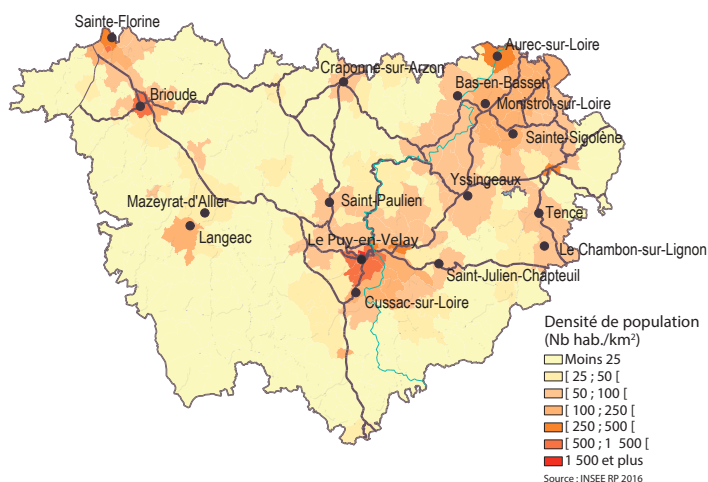 Sainte-Florine
Aurec-sur-Loire
Craponne-sur-Arzon
Bas-en-Basset
Brioude
Monistrol-sur-Loire
Sainte-Sigolène
Yssingeaux
Mazeyrat-d'Allier
Saint-Paulien
Tence
Langeac
Le Puy-en-Velay
Le Chambon-sur-Lignon
Saint-Julien-Chapteuil
Cussac-sur-Loire
Densité de population
(Nb hab./km²)
Moins 25
[ 25 ; 50 [
[ 50 ; 100 [
[ 100 ; 250 [
[ 250 ; 500 [
[ 500 ; 1 500 [
1 500 et plus
Source : INSEE RP 2016